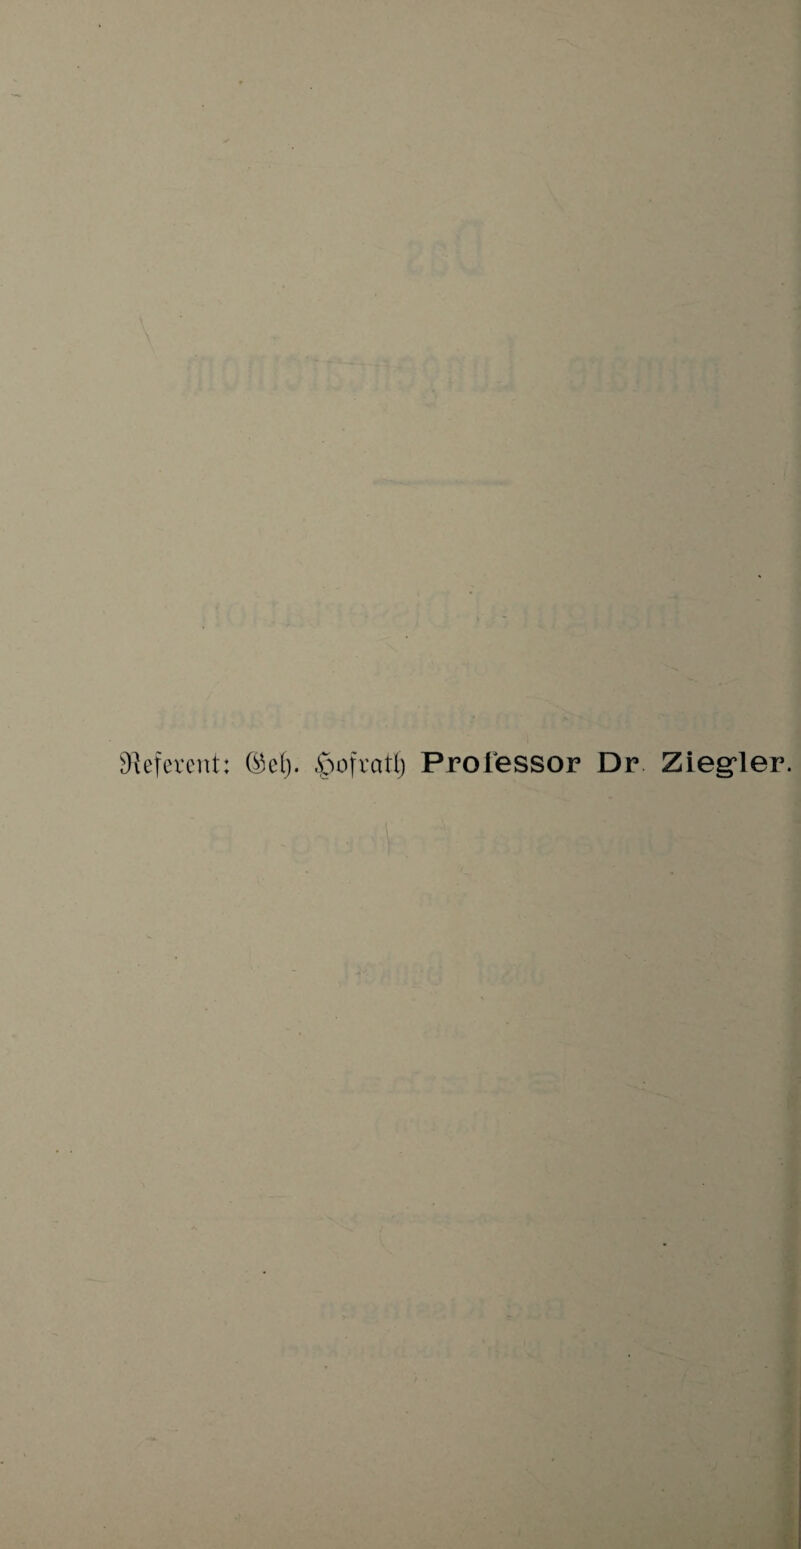 Referent: Geh. Hofrath Professor Dr. Ziegler.